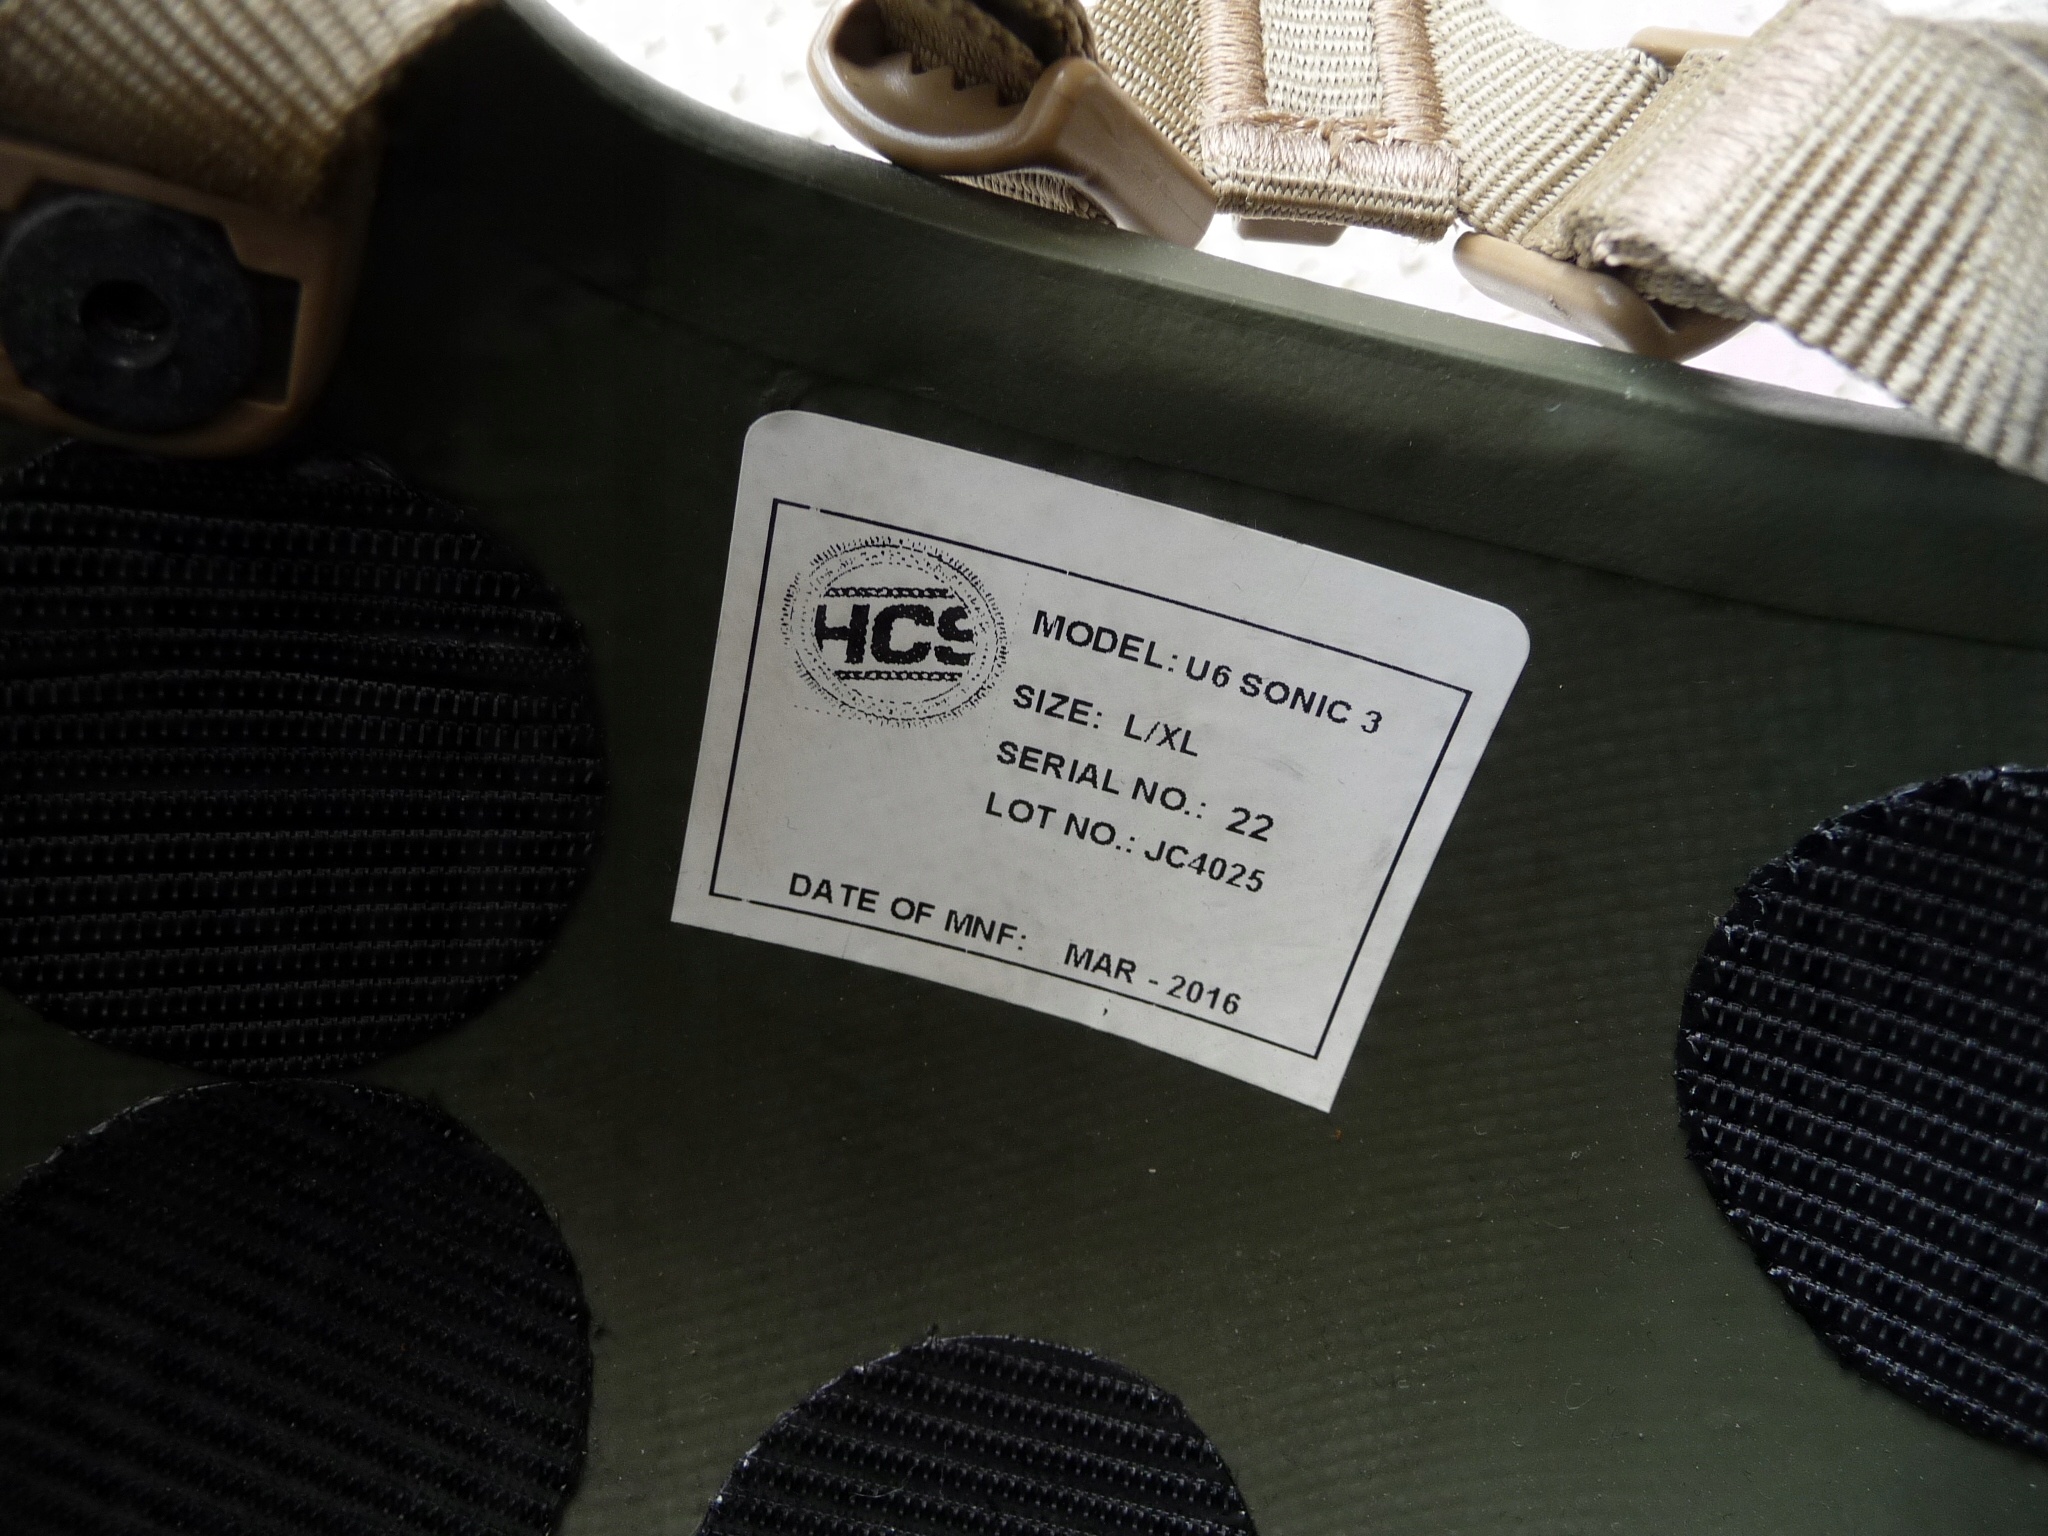 HCS
MODEL: U6 SONIC 3
SIZE: L/XL
SERIAL NO.: 22
LOT NO.: JC4025
DATE OF MNF: MAR - 2016